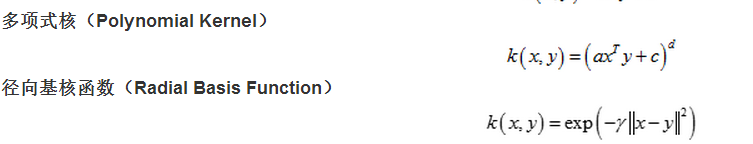 多项式核（Polynomial Kernel）
k(x, y) = (ax^T y + c)^d
径向基核函数（Radial Basis Function）
k(x, y) = exp(−γ‖x − y‖^2)